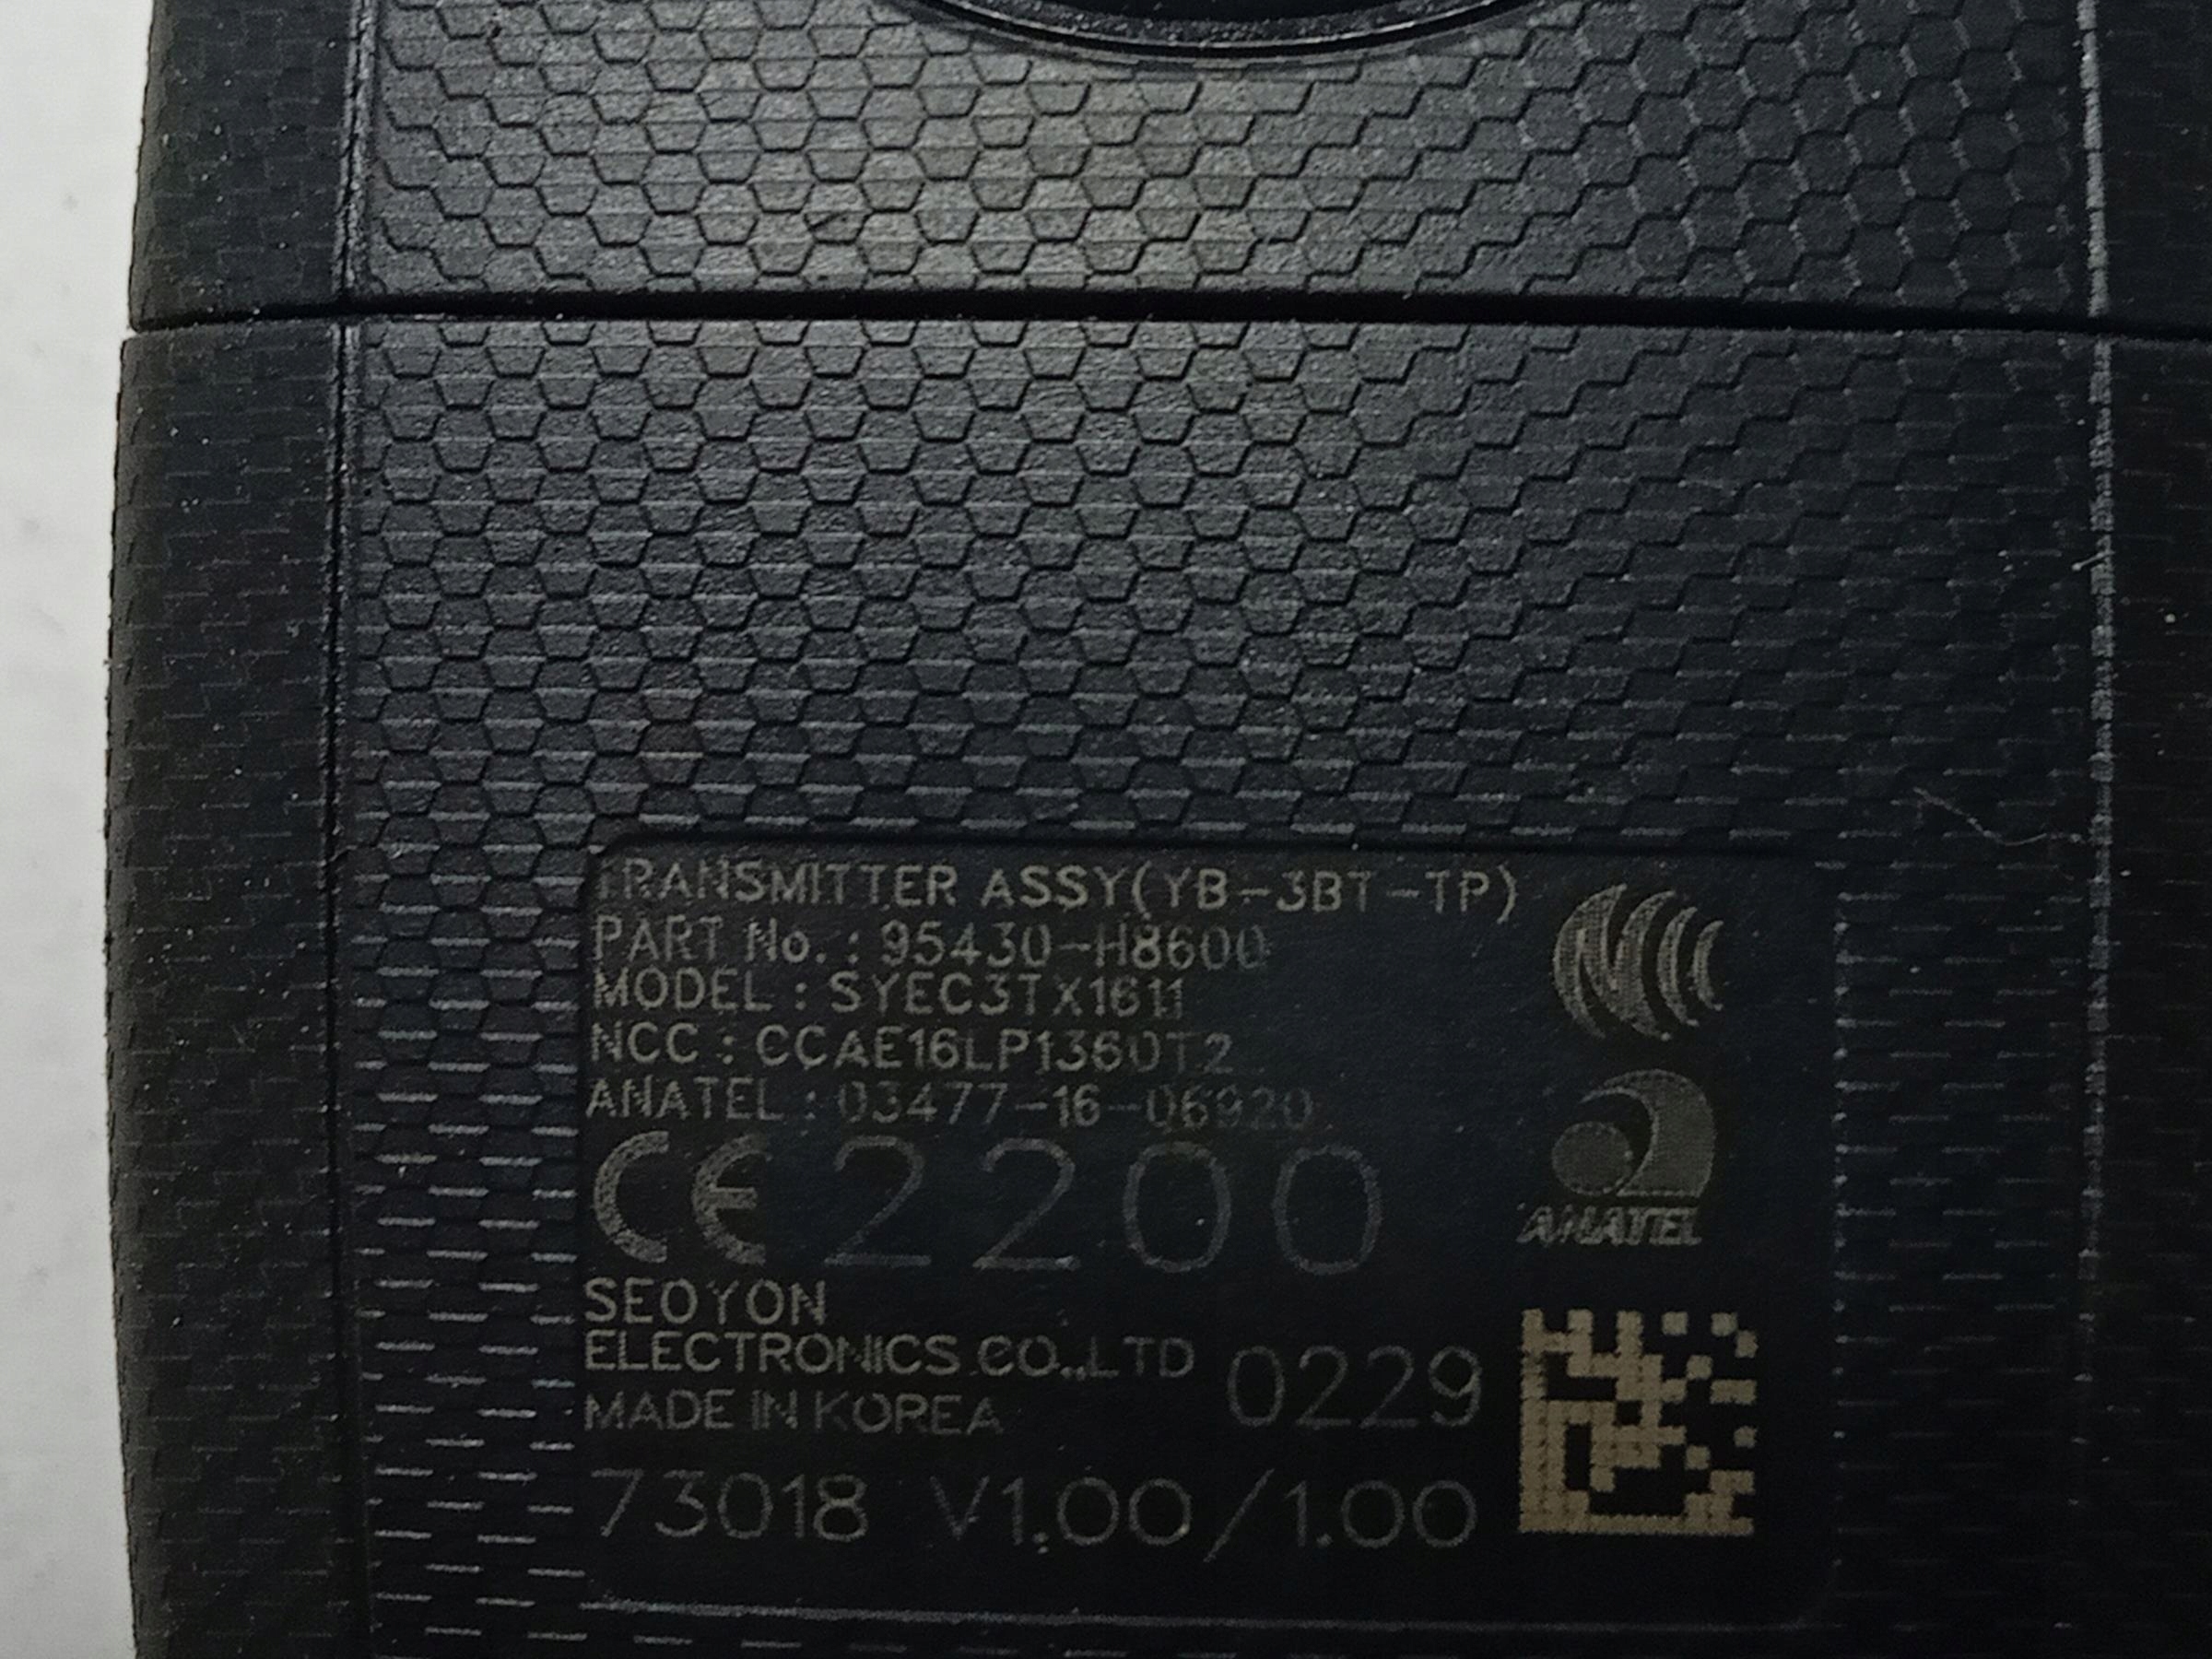 TRANSMITTER ASSY(YB-3BT-TP)
PART No. : 95430-H8600
MODEL : SYEC3TX1611
NCC : CCAE16LP1360T2
ANATEL : 03477-16-06920
CE 2200
ANATEL
SEOYON
ELECTRONICS CO.,LTD
0229
MADE IN KOREA
73018 V1.00/1.00